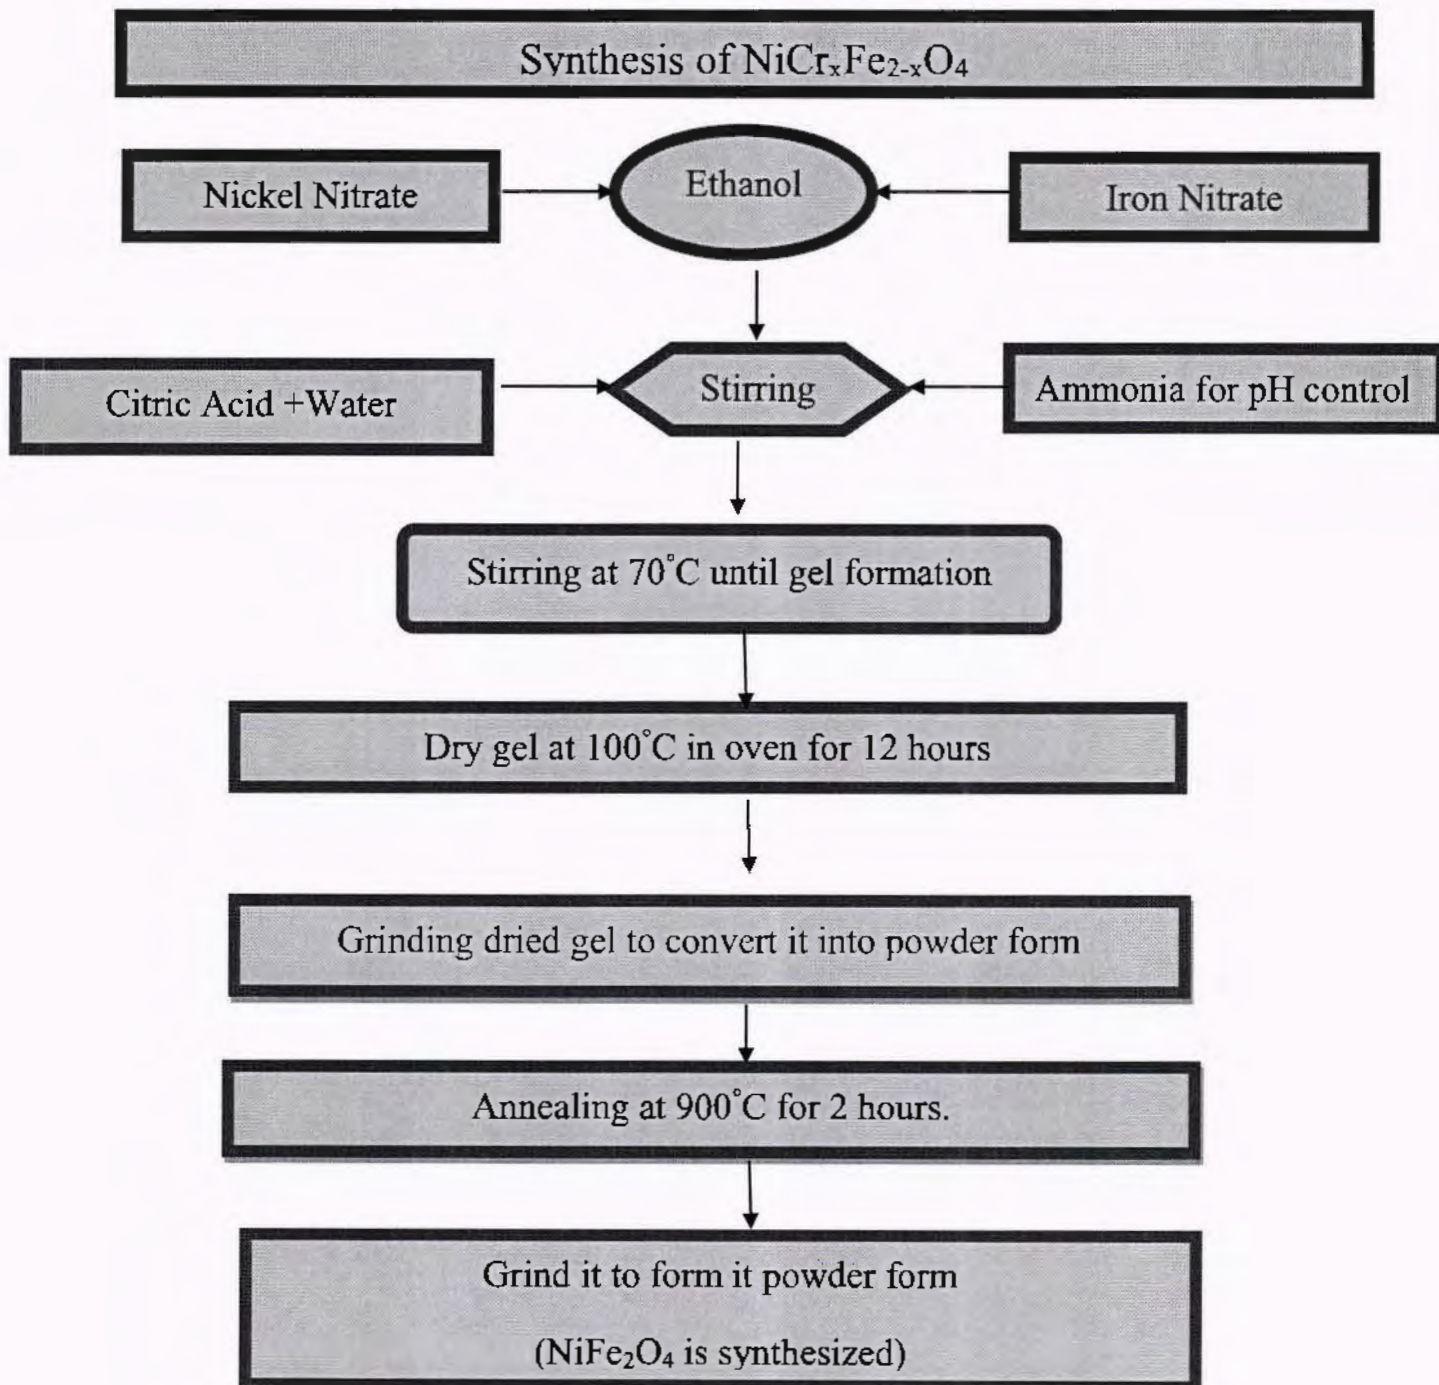 Synthesis of NiCrₓFe₂₋ₓO₄
Nickel Nitrate
Ethanol
Iron Nitrate
Citric Acid +Water
Stirring
Ammonia for pH control
Stirring at 70°C until gel formation
Dry gel at 100°C in oven for 12 hours
Grinding dried gel to convert it into powder form
Annealing at 900°C for 2 hours.
Grind it to form it powder form
(NiFe₂O₄ is synthesized)